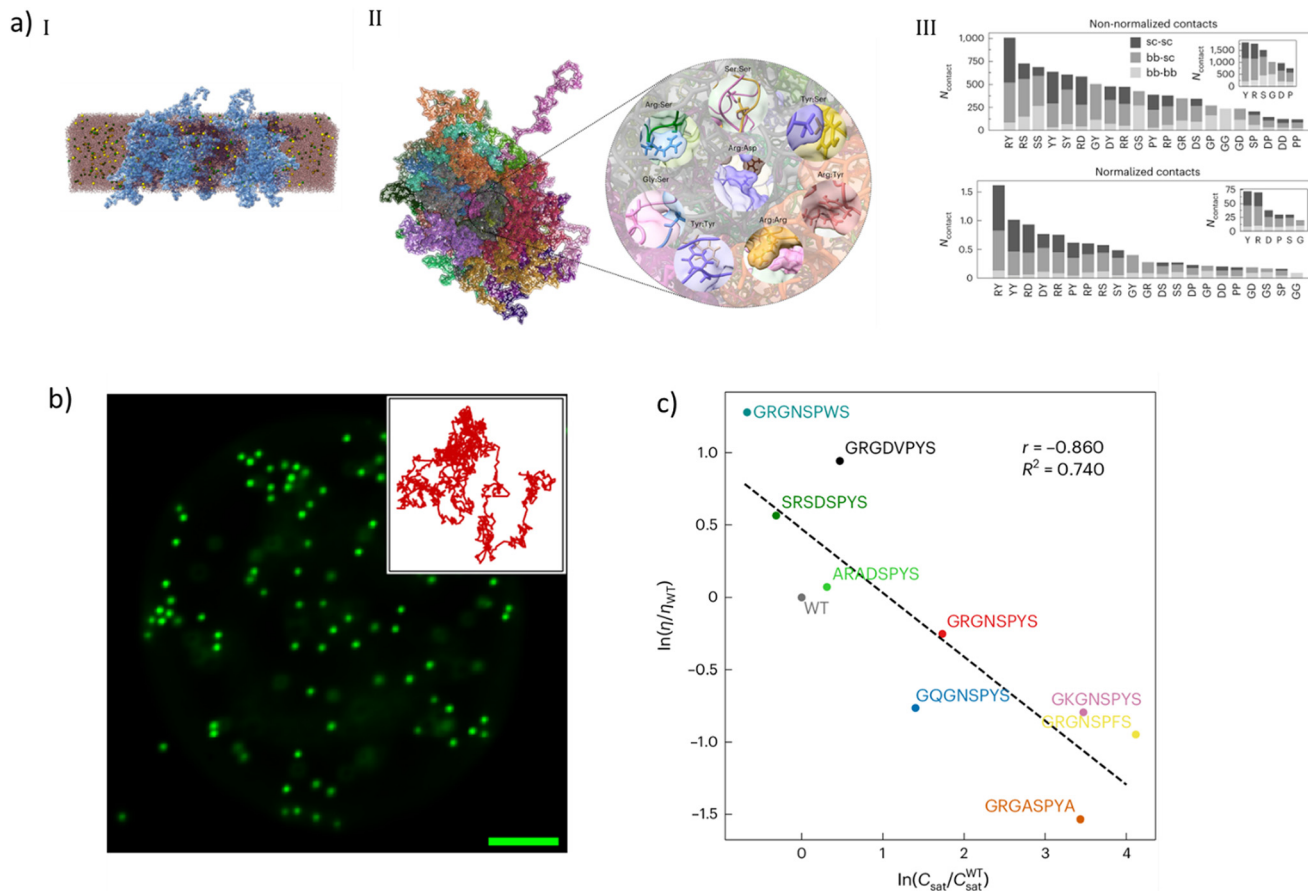 a) I
II
III
Ser:Ser
Arg:Ser
Tyr:Ser
Arg:Asp
Gly:Ser
Arg:Tyr
Tyr:Tyr
Arg:Arg
Non-normalized contacts
1,000
750
500
250
0
N_contact
sc-sc
bb-sc
bb-bb
1,500
1,000
500
0
N_contact
Y R S G D P
RY RS SS YY SY RD GY DY RR GS PY RP GR DS GP GG GD SP DP DD PP
Normalized contacts
1.5
1.0
0.5
0
N_contact
75
50
25
0
N_contact
Y R D P S G
RY YY RD DY RR PY RP RS SY GY GR DS SS DP GP DD PP GD GS SP GG
b)
c)
GRGNSPWS
GRGDVPYS
r = –0.860
R² = 0.740
SRSDSPYS
ARADSPYS
WT
GRGNSPYS
GQGNSPYS
GKGNSPYS
GRGNSPFS
GRGASPYA
1.0
0.5
0
–0.5
–1.0
–1.5
ln(η/η_WT)
0 1 2 3 4
ln(C_sat/C_sat^WT)